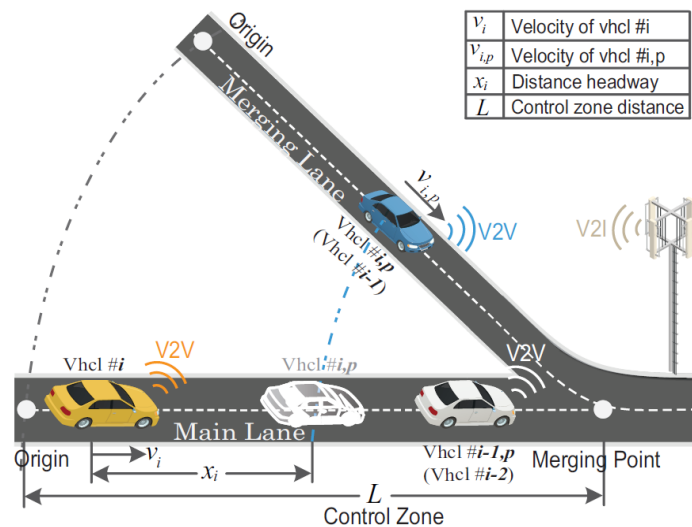 Origin
v_i Velocity of vhcl #i
v_{i,p} Velocity of vhcl #i,p
x_i Distance headway
L Control zone distance
Merging Lane
v_{i,p}
V2V
V2I
Vhcl #i,p
(Vhcl #i-1)
V2V
V2V
Vhcl #i
Vhcl #i,p
Main Lane
Origin
v_i
x_i
Vhcl #i-1,p
(Vhcl #i-2)
Merging Point
L
Control Zone